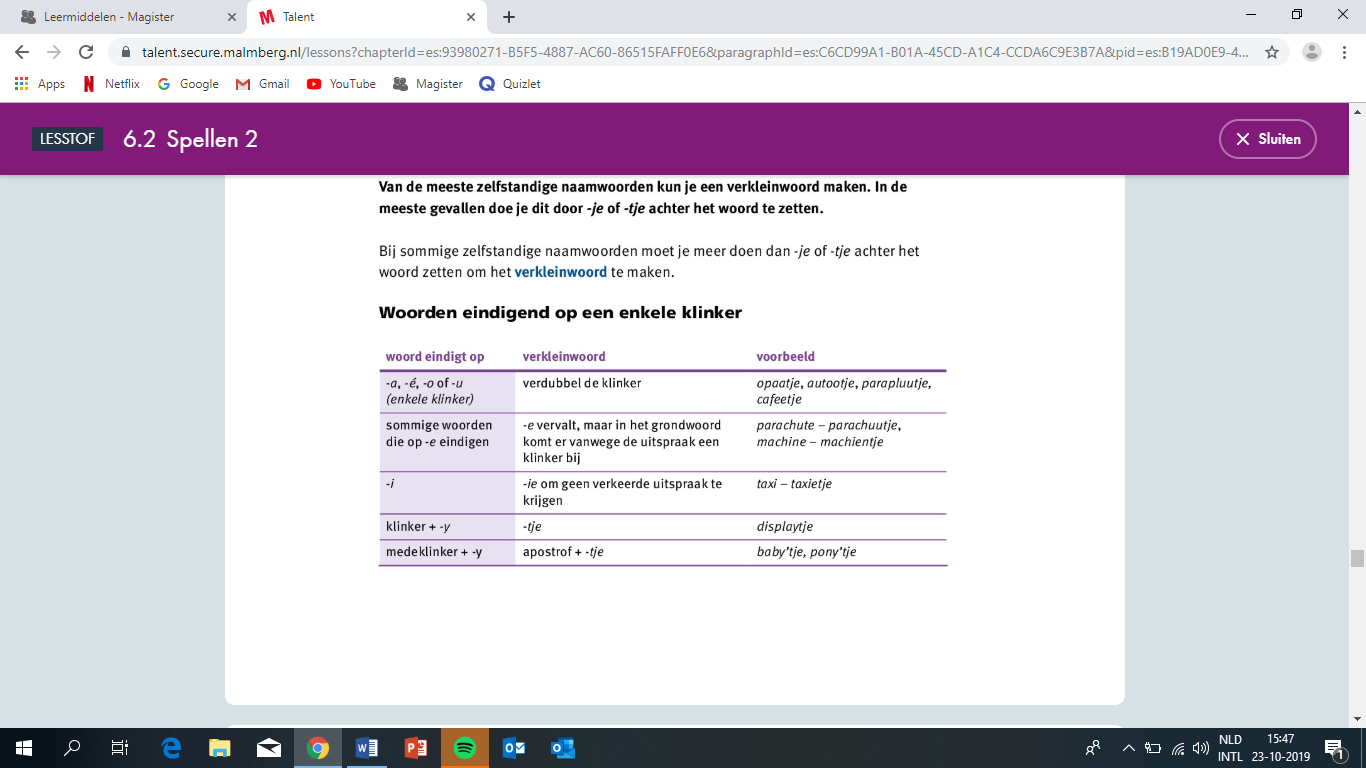 Leermiddelen - Magister
Talent
talent.secure.malmberg.nl/lessons?chapterId=es:93980271-B5F5-4887-AC60-86515FAFF0E6&paragraphId=es:C6CD99A1-B01A-45CD-A1C4-CCDA6C9E3B7A&pid=es:B19AD0E9-4...
Apps Netflix Google Gmail YouTube Magister Quizlet
LESSTOF 6.2 Spellen 2 Sluiten
Van de meeste zelfstandige naamwoorden kun je een verkleinwoord maken. In de
meeste gevallen doe je dit door -je of -tje achter het woord te zetten.
Bij sommige zelfstandige naamwoorden moet je meer doen dan -je of -tje achter het
woord zetten om het verkleinwoord te maken.
Woorden eindigend op een enkele klinker
woord eindigt op verkleinwoord voorbeeld
-a, -é, -o of -u verdubbel de klinker opaatje, autootje, parapluutje,
(enkele klinker) cafeetje
sommige woorden -e vervalt, maar in het grondwoord parachute – parachuutje,
die op -e eindigen komt er vanwege de uitspraak een machine – machientje
klinker bij
-i -ie om geen verkeerde uitspraak te taxi – taxietje
krijgen
klinker + -y -tje displaytje
medeklinker + -y apostrof + -tje baby'tje, pony'tje
NLD 15:47
INTL 23-10-2019 1